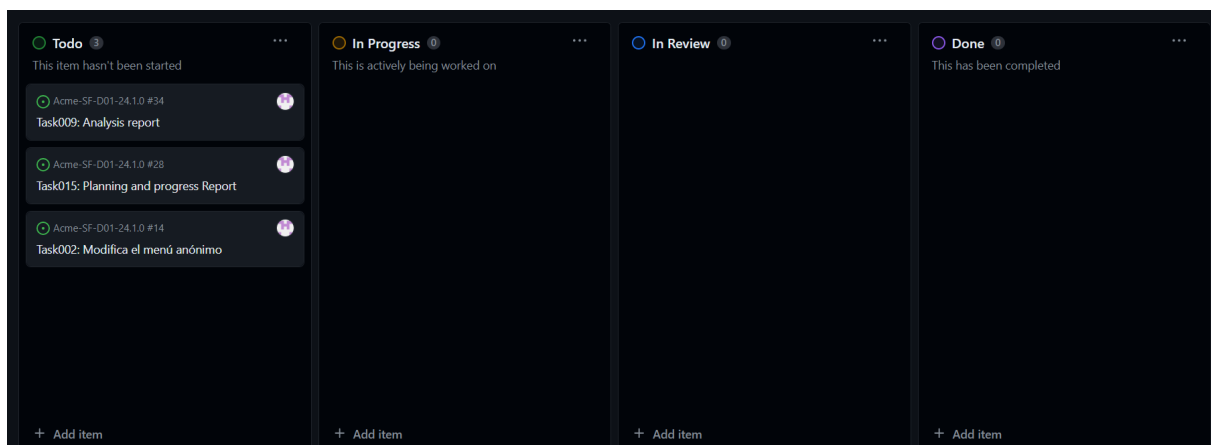 Todo 3
This item hasn't been started
Acme-SF-D01-24.1.0 #34
Task009: Analysis report
Acme-SF-D01-24.1.0 #28
Task015: Planning and progress Report
Acme-SF-D01-24.1.0 #14
Task002: Modifica el menú anónimo
+ Add item
In Progress 0
This is actively being worked on
+ Add item
In Review 0
+ Add item
Done 0
This has been completed
+ Add item